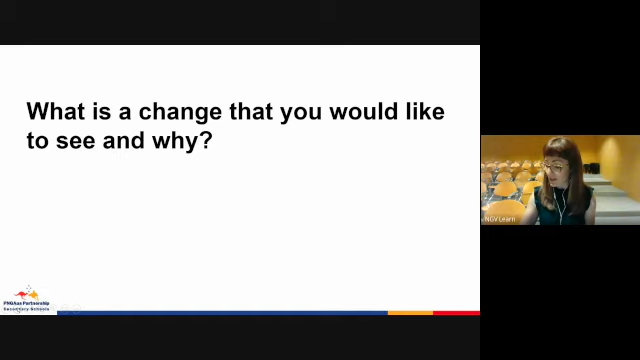 What is a change that you would like
to see and why?
NGV Learn
PNGAus Partnership
Secondary Schools